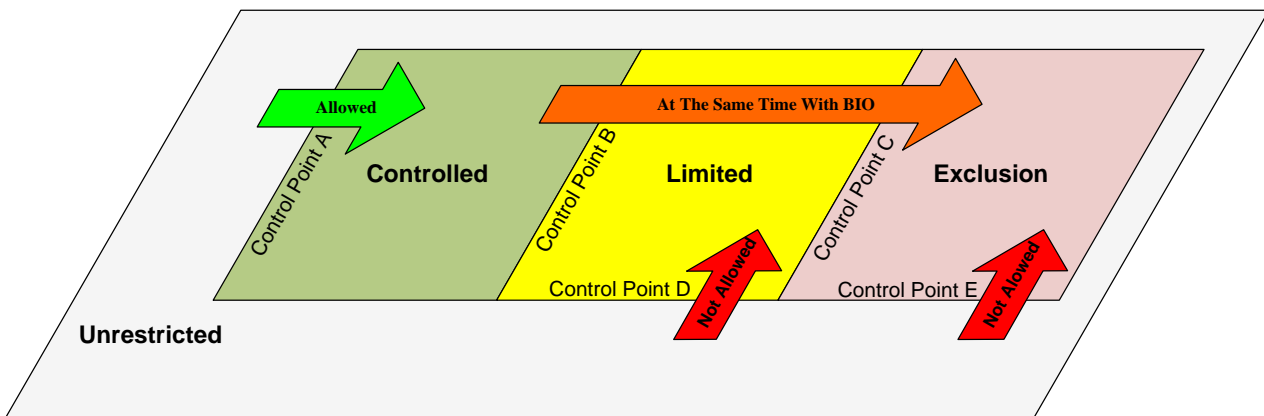 Allowed
At The Same Time With BIO
Control Point A
Controlled
Control Point B
Limited
Control Point C
Exclusion
Control Point D
Not Allowed
Control Point E
Not Alowed
Unrestricted